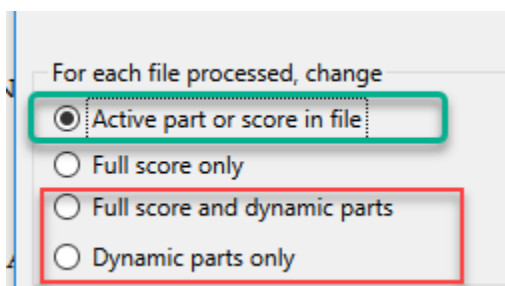 For each file processed, change
Active part or score in file
Full score only
Full score and dynamic parts
Dynamic parts only